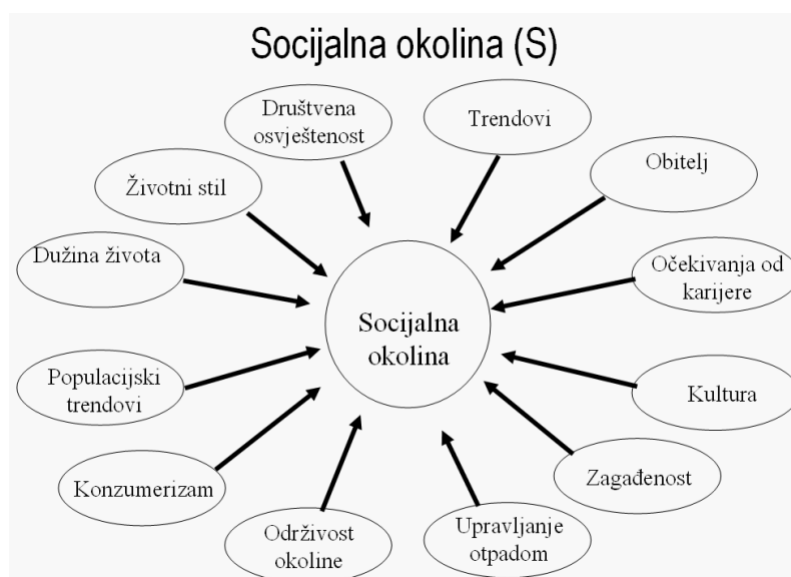 Socijalna okolina (S)
Društvena
osvještenost
Trendovi
Obitelj
Životni stil
Dužina života
Očekivanja od
karijere
Socijalna
okolina
Populacijski
trendovi
Kultura
Konzumerizam
Zagađenost
Održivost
okoline
Upravljanje
otpadom